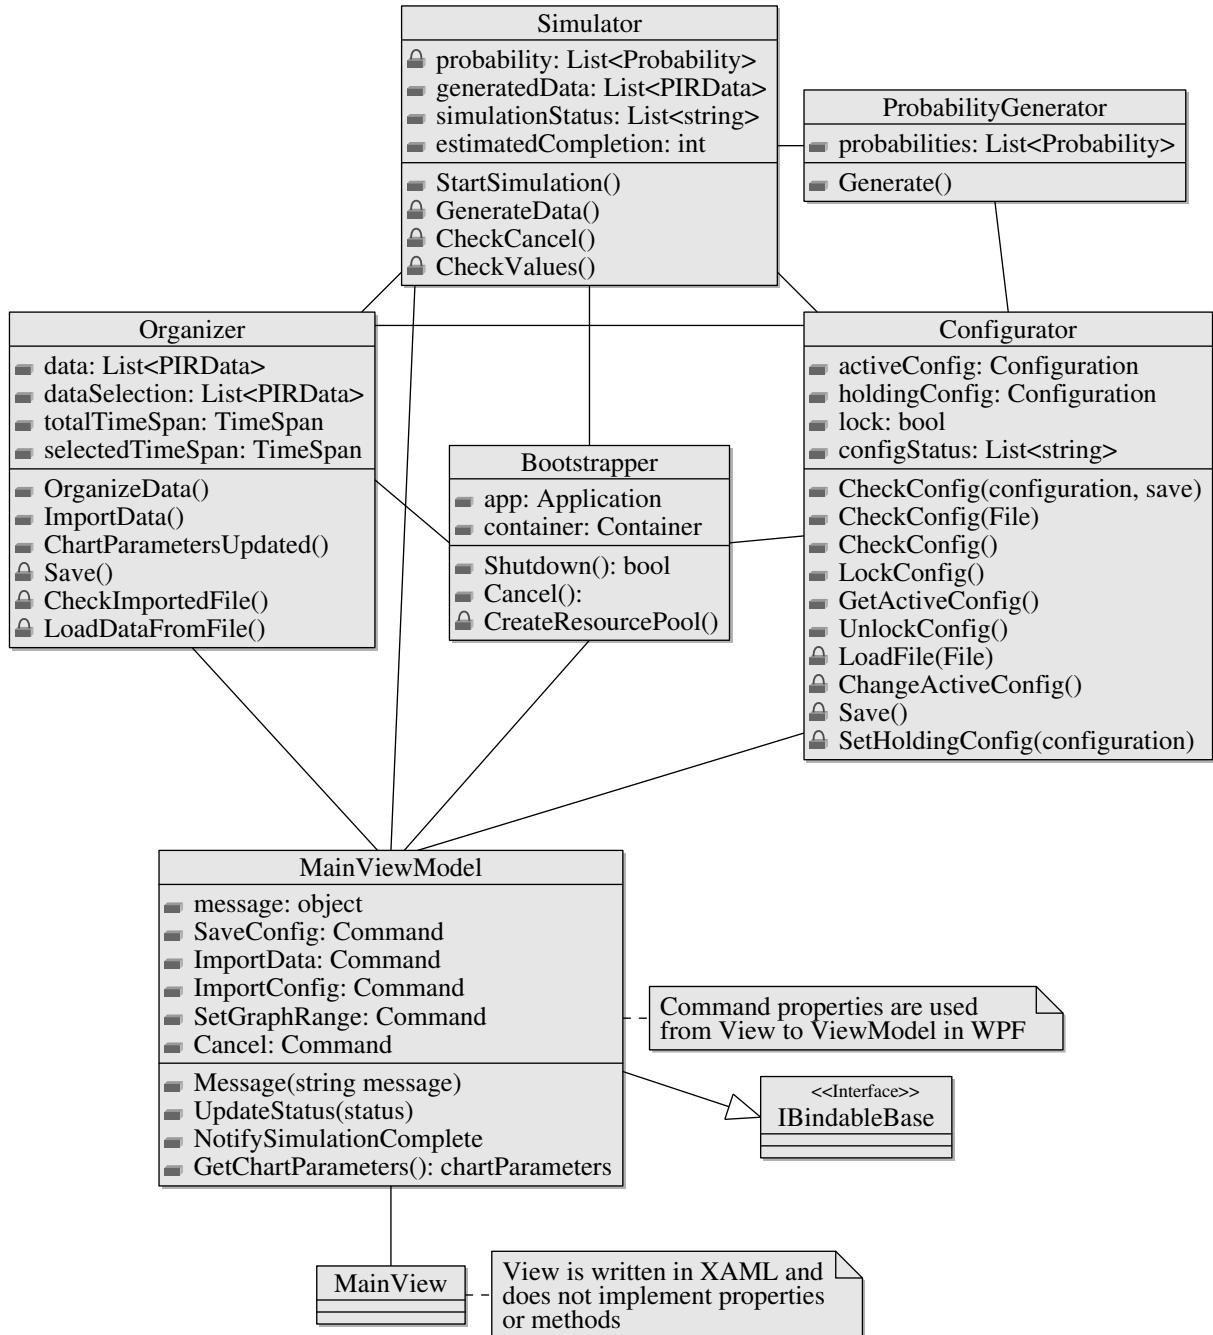 Simulator
probability: List<Probability>
generatedData: List<PIRData>
simulationStatus: List<string>
estimatedCompletion: int
StartSimulation()
GenerateData()
CheckCancel()
CheckValues()
ProbabilityGenerator
probabilities: List<Probability>
Generate()
Organizer
data: List<PIRData>
dataSelection: List<PIRData>
totalTimeSpan: TimeSpan
selectedTimeSpan: TimeSpan
OrganizeData()
ImportData()
ChartParametersUpdated()
Save()
CheckImportedFile()
LoadDataFromFile()
Bootstrapper
app: Application
container: Container
Shutdown(): bool
Cancel():
CreateResourcePool()
Configurator
activeConfig: Configuration
holdingConfig: Configuration
lock: bool
configStatus: List<string>
CheckConfig(configuration, save)
CheckConfig(File)
CheckConfig()
LockConfig()
GetActiveConfig()
UnlockConfig()
LoadFile(File)
ChangeActiveConfig()
Save()
SetHoldingConfig(configuration)
MainViewModel
message: object
SaveConfig: Command
ImportData: Command
ImportConfig: Command
SetGraphRange: Command
Cancel: Command
Message(string message)
UpdateStatus(status)
NotifySimulationComplete
GetChartParameters(): chartParameters
Command properties are used
from View to ViewModel in WPF
<<Interface>>
IBindableBase
MainView
View is written in XAML and
does not implement properties
or methods